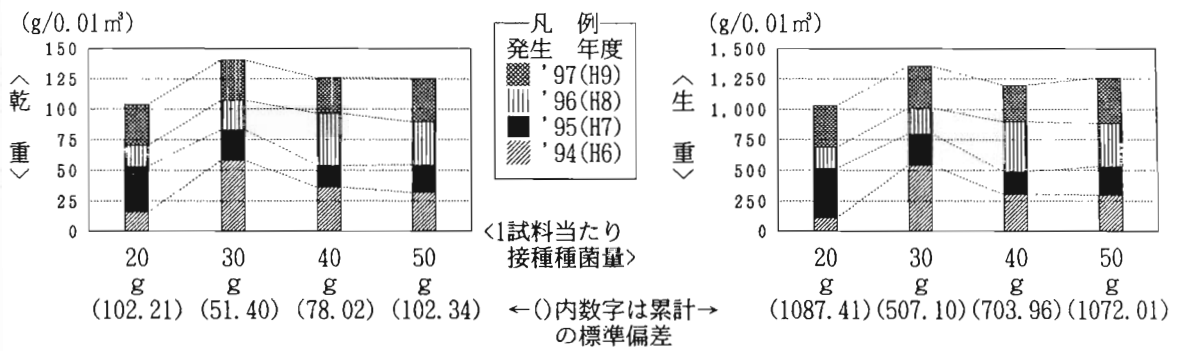 (g/0.01㎥)
150
125
100
75
50
25
0
〈乾重〉
20 30 40 50
g g g g
(102.21) (51.40) (78.02) (102.34)
凡 例
発生 年度
'97(H9)
'96(H8)
'95(H7)
'94(H6)
<1試料当たり
接種種菌量>
←()内数字は累計→
の標準偏差
(g/0.01㎥)
1,500
1,250
1,000
750
500
250
0
〈生重〉
20 30 40 50
g g g g
(1087.41)(507.10)(703.96)(1072.01)